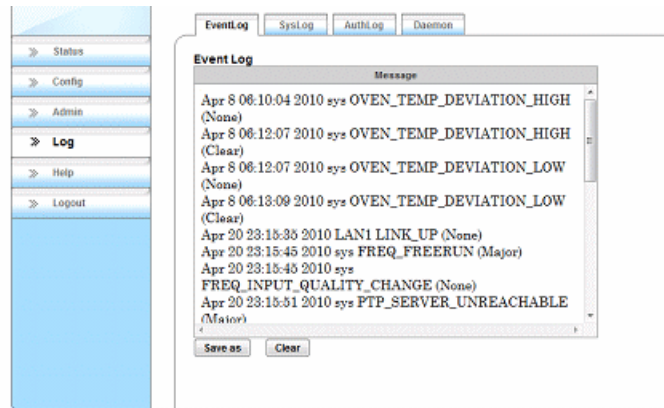 EventLog SysLog AuthLog Daemon
Status
Config
Admin
Log
Help
Logout
Event Log
Message
Apr 8 06:10:04 2010 sys OVEN_TEMP_DEVIATION_HIGH
(None)
Apr 8 06:12:07 2010 sys OVEN_TEMP_DEVIATION_HIGH
(Clear)
Apr 8 06:12:07 2010 sys OVEN_TEMP_DEVIATION_LOW
(None)
Apr 8 06:13:09 2010 sys OVEN_TEMP_DEVIATION_LOW
(Clear)
Apr 20 23:15:35 2010 LAN1 LINK_UP (None)
Apr 20 23:15:45 2010 sys FREQ_FREERUN (Major)
Apr 20 23:15:45 2010 sys
FREQ_INPUT_QUALITY_CHANGE (None)
Apr 20 23:15:51 2010 sys PTP_SERVER_UNREACHABLE
(Major)
Save as Clear